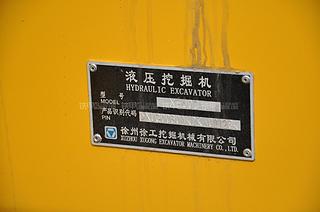 液压挖掘机
HYDRAULIC EXCAVATOR
型 号
MODEL
产品识别代码
PIN
徐州徐工挖掘机械有限公司
XUZHOU XUGONG EXCAVATOR MACHINERY CO.,LTD.